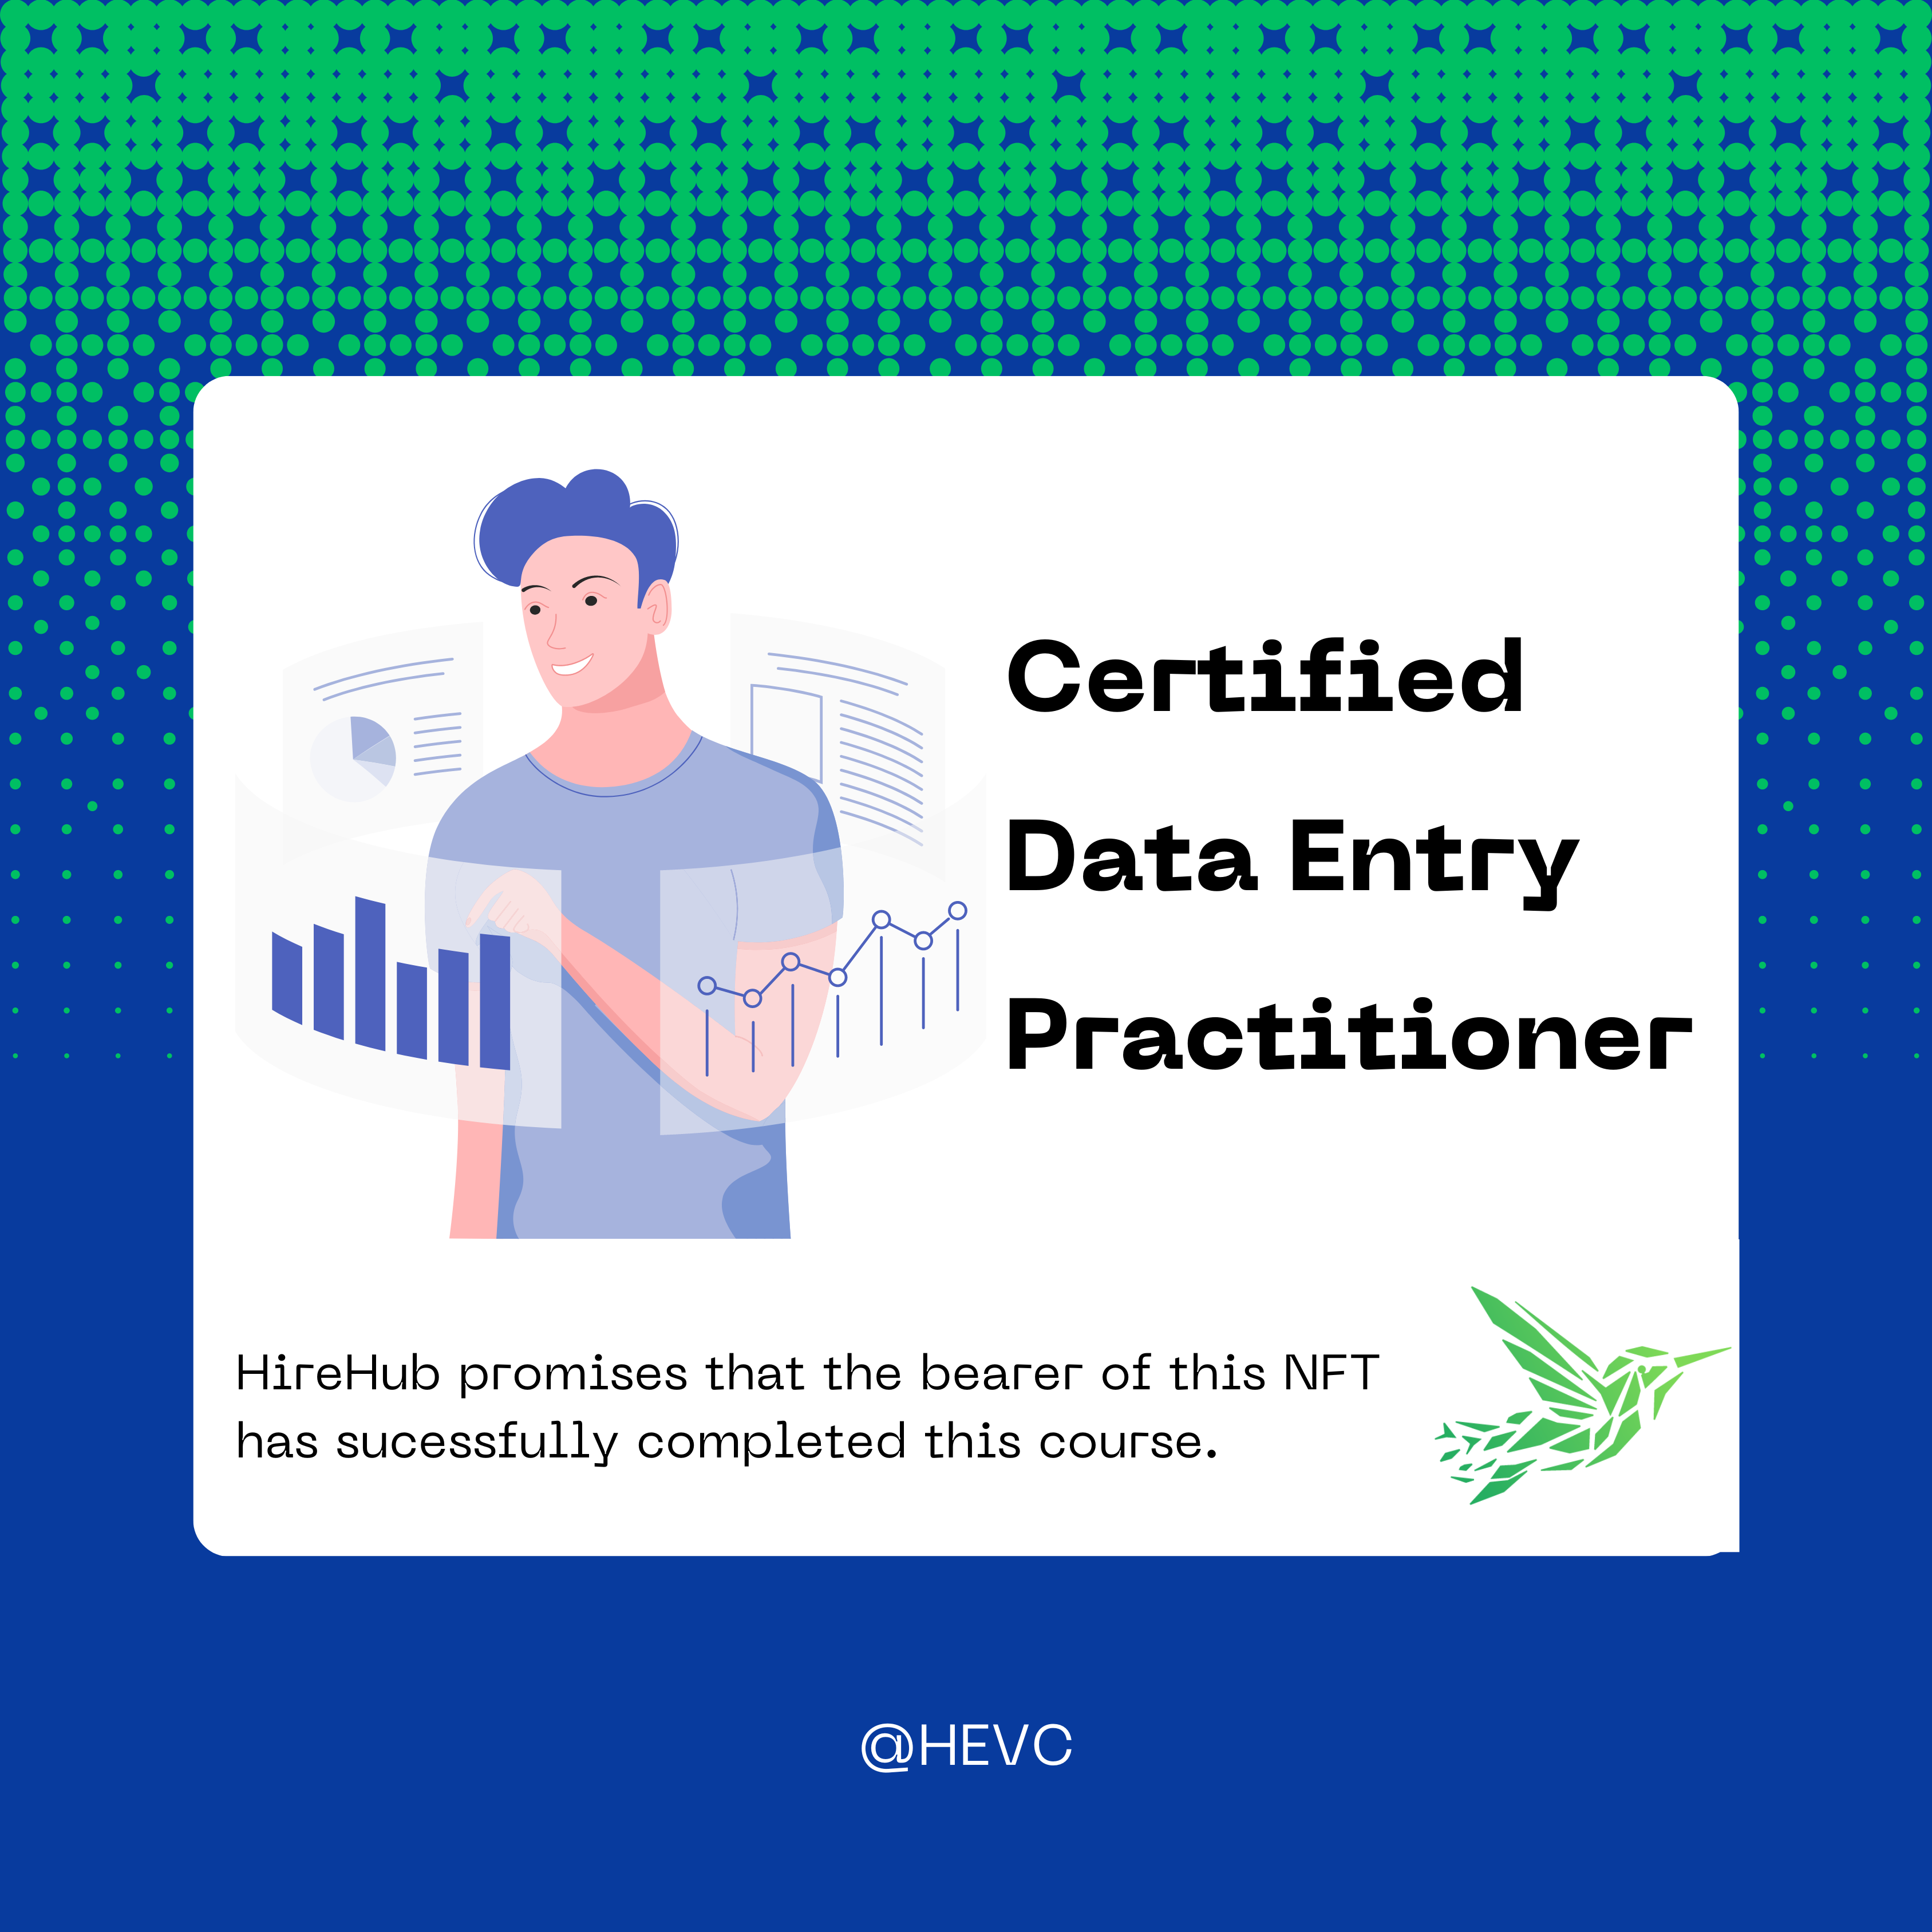 Certified
Data Entry
Practitioner
HireHub promises that the bearer of this NFT
has sucessfully completed this course.
@HEVC